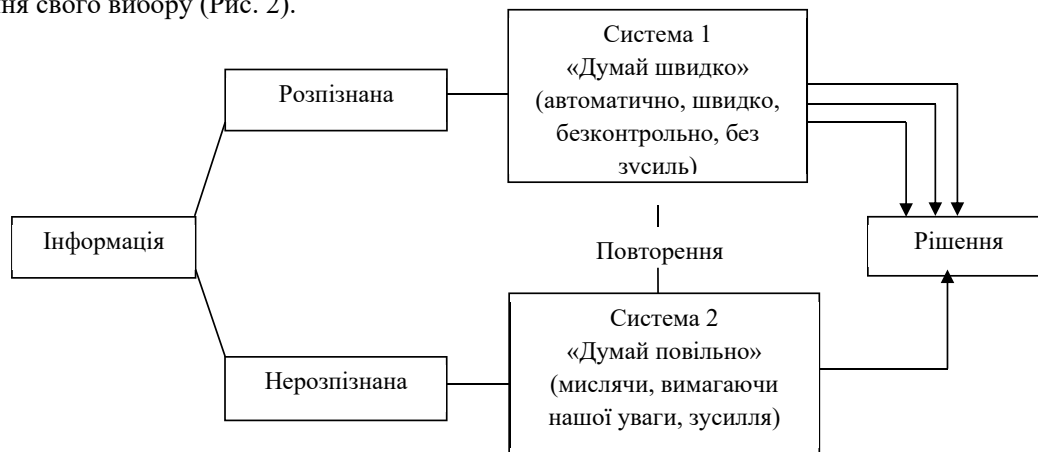 ня свого вибору (Рис. 2).
Система 1
«Думай швидко»
(автоматично, швидко,
безконтрольно, без
зусиль)
Розпізнана
Інформація
Рішення
Повторення
Система 2
«Думай повільно»
(мислячи, вимагаючи
нашої уваги, зусилля)
Нерозпізнана